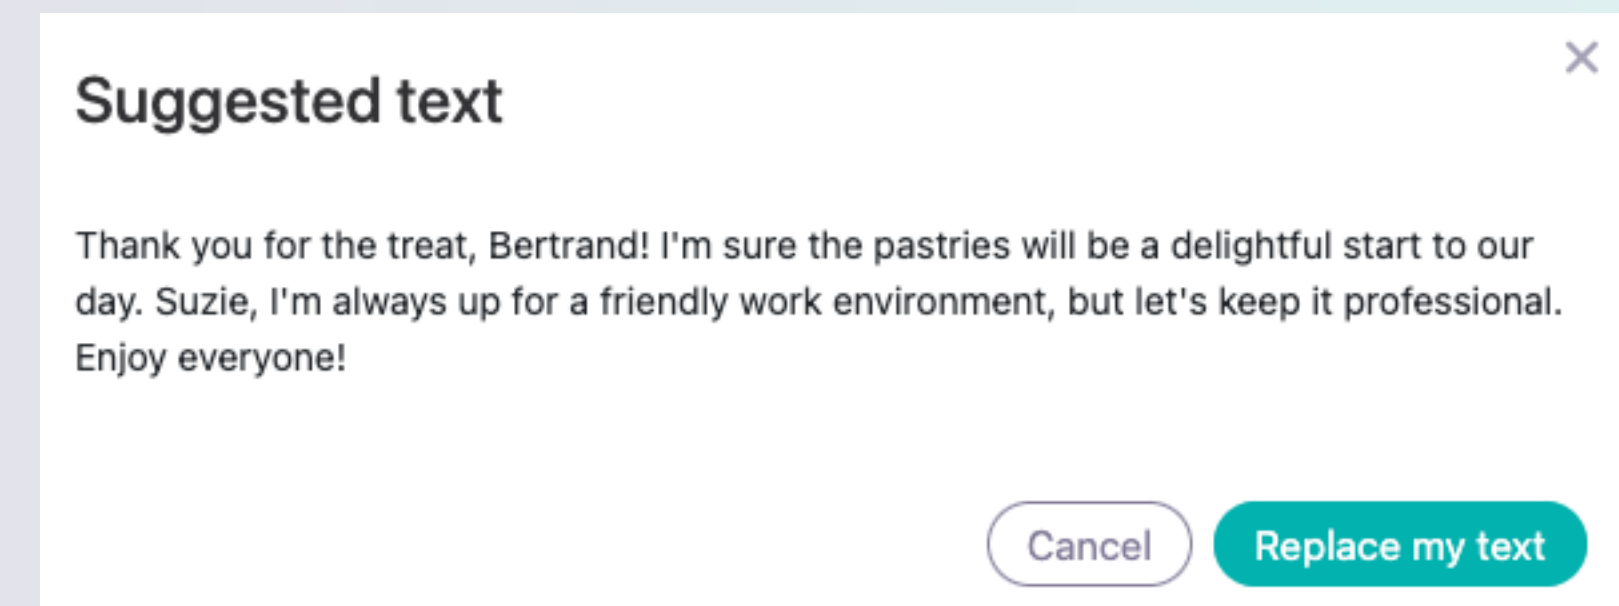 Suggested text
Thank you for the treat, Bertrand! I'm sure the pastries will be a delightful start to our
day. Suzie, I'm always up for a friendly work environment, but let's keep it professional.
Enjoy everyone!
Cancel
Replace my text